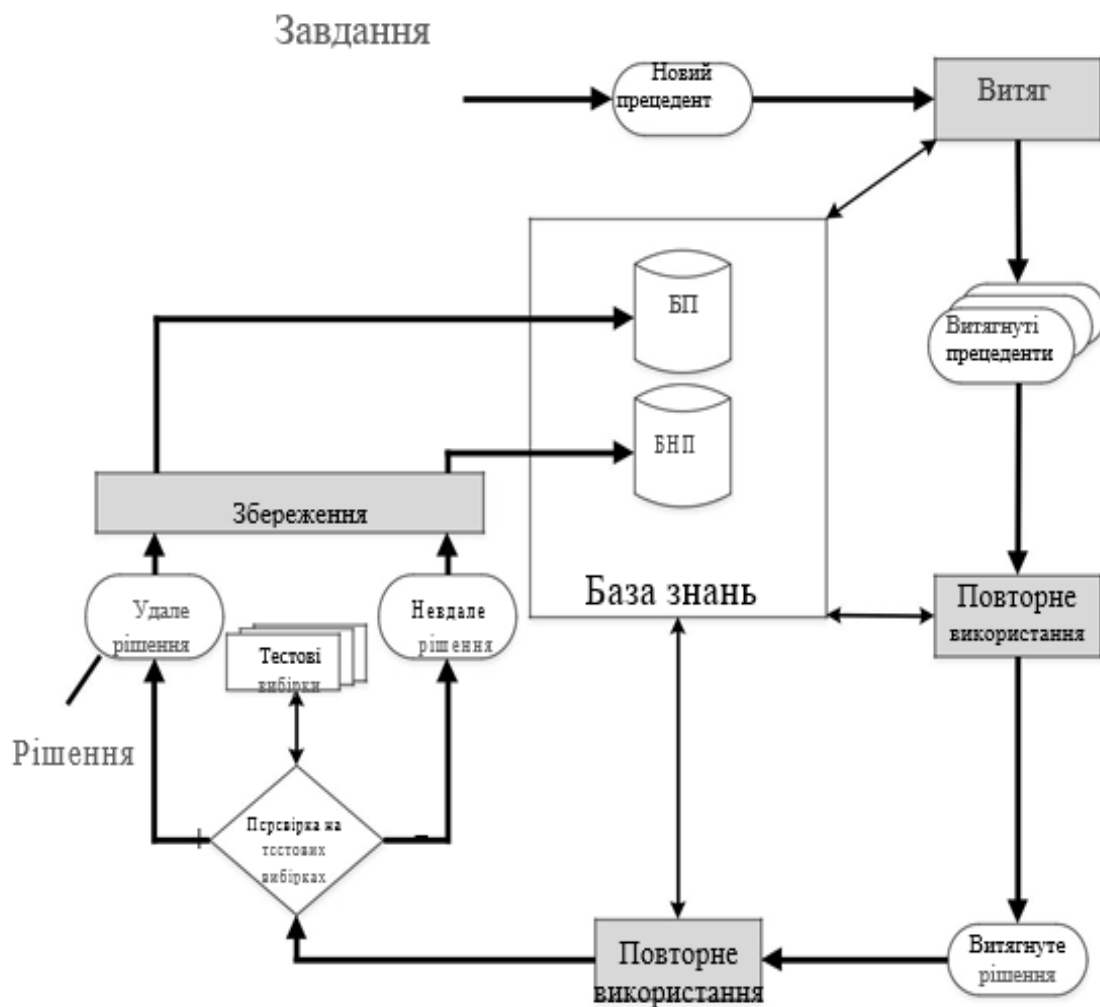 Завдання
Новий
прецедент
Витяг
БП
Витягнуті
прецеденти
БНП
Збереження
База знань
Повторне
використання
Удале
рішення
Невдале
рішення
Тестові
вибірки
Рішення
+
-
Перевірка на
тестових
вибірках
Повторне
використання
Витягнуте
рішення